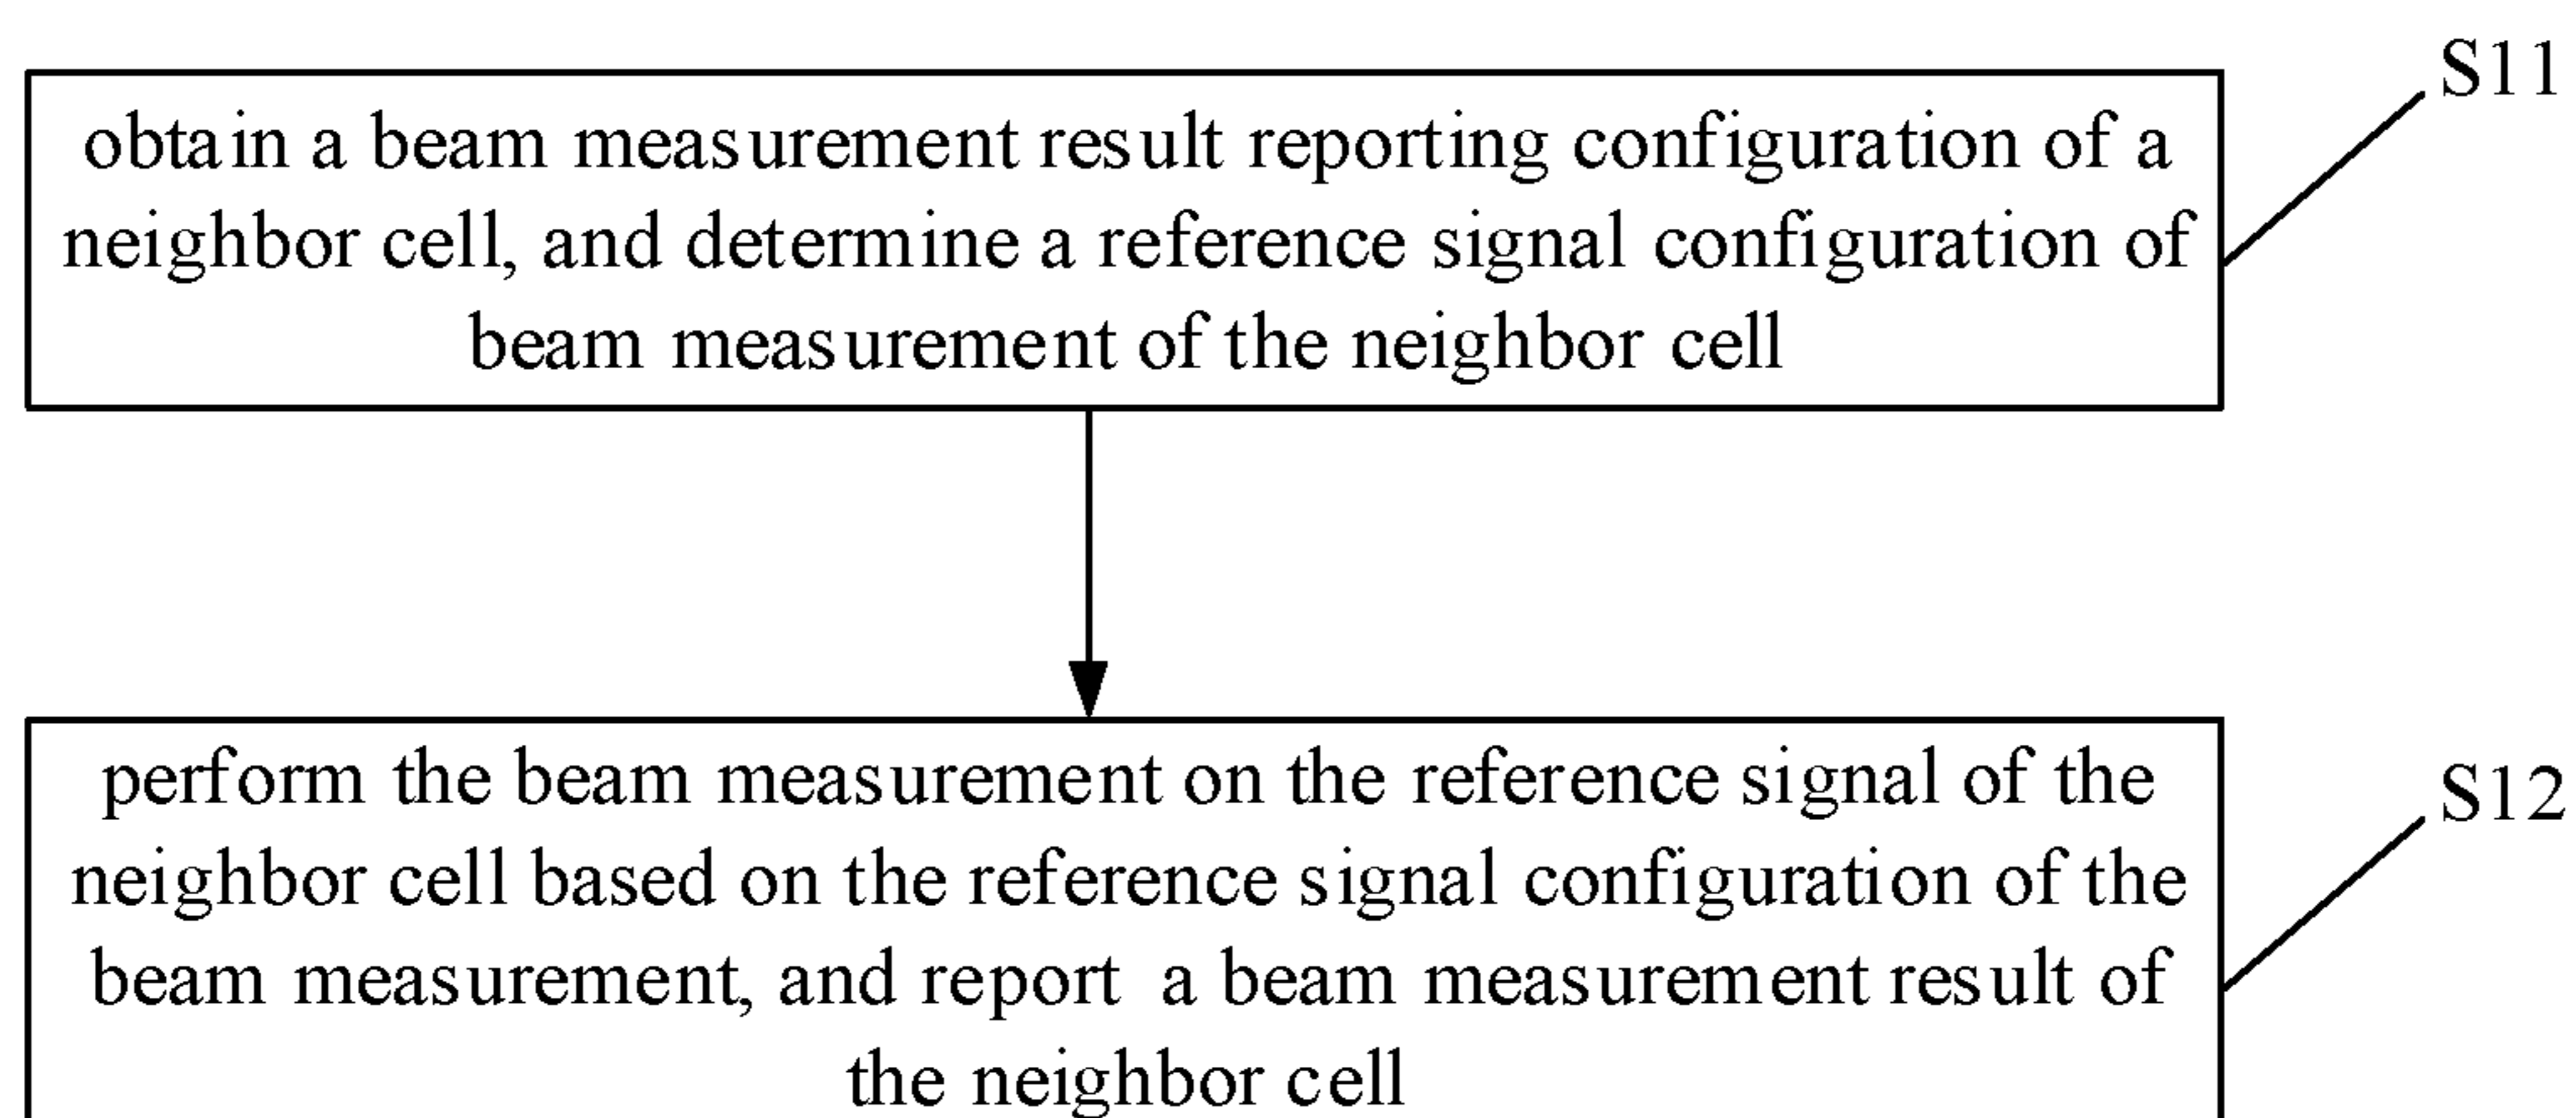 S11
obtain a beam measurement result reporting configuration of a
neighbor cell, and determine a reference signal configuration of
beam measurement of the neighbor cell
S12
perform the beam measurement on the reference signal of the
neighbor cell based on the reference signal configuration of the
beam measurement, and report a beam measurement result of
the neighbor cell